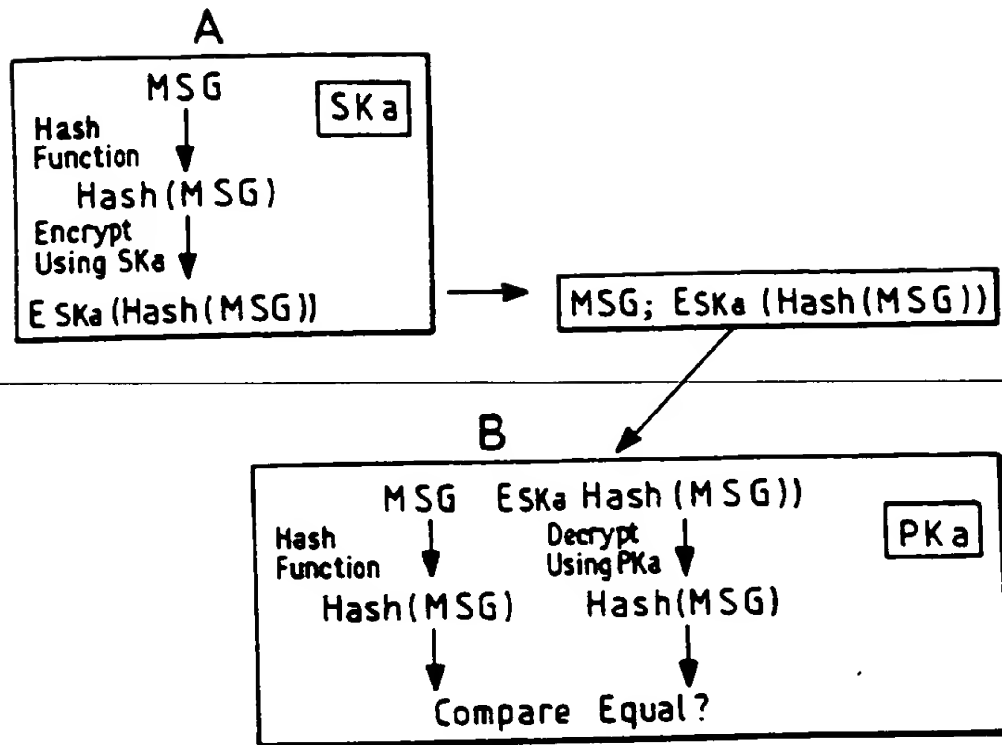 A
MSG
SKa
Hash
Function
Hash(MSG)
Encrypt
Using SKa
ESKa(Hash(MSG))
MSG; ESKa (Hash(MSG))
B
MSG ESKa Hash(MSG))
PKa
Hash
Function
Decrypt
Using PKa
Hash(MSG) Hash(MSG)
Compare Equal?